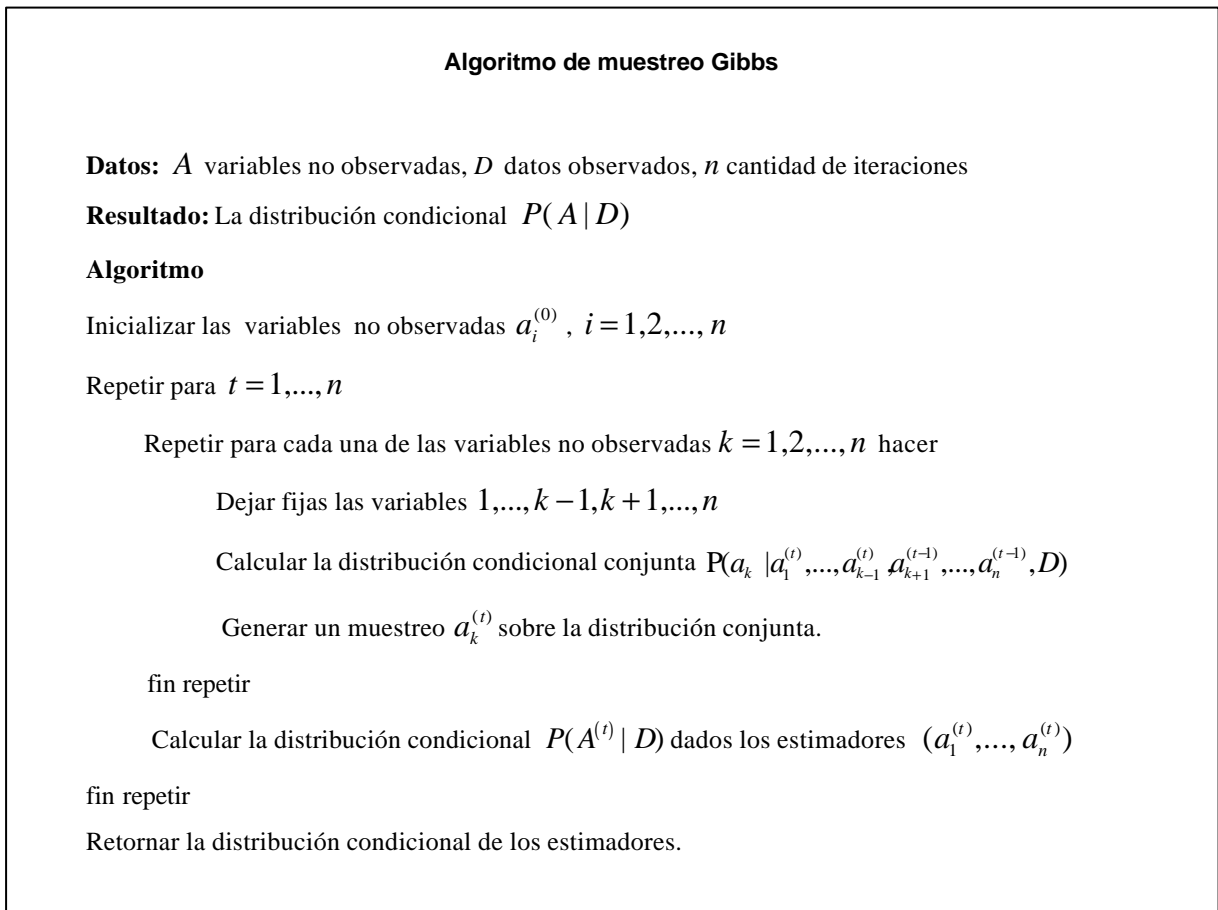 Algoritmo de muestreo Gibbs
Datos: A variables no observadas, D datos observados, n cantidad de iteraciones
Resultado: La distribución condicional P(A | D)
Algoritmo
Inicializar las variables no observadas a_i^{(0)} , i = 1,2,..., n
Repetir para t = 1,..., n
Repetir para cada una de las variables no observadas k = 1,2,..., n hacer
Dejar fijas las variables 1,..., k − 1, k + 1,..., n
Calcular la distribución condicional conjunta P(a_k | a_1^{(t)},..., a_{k−1}^{(t)}, a_{k+1}^{(t−1)},..., a_n^{(t−1)}, D)
Generar un muestreo a_k^{(t)} sobre la distribución conjunta.
fin repetir
Calcular la distribución condicional P(A^{(t)} | D) dados los estimadores (a_1^{(t)},..., a_n^{(t)})
fin repetir
Retornar la distribución condicional de los estimadores.